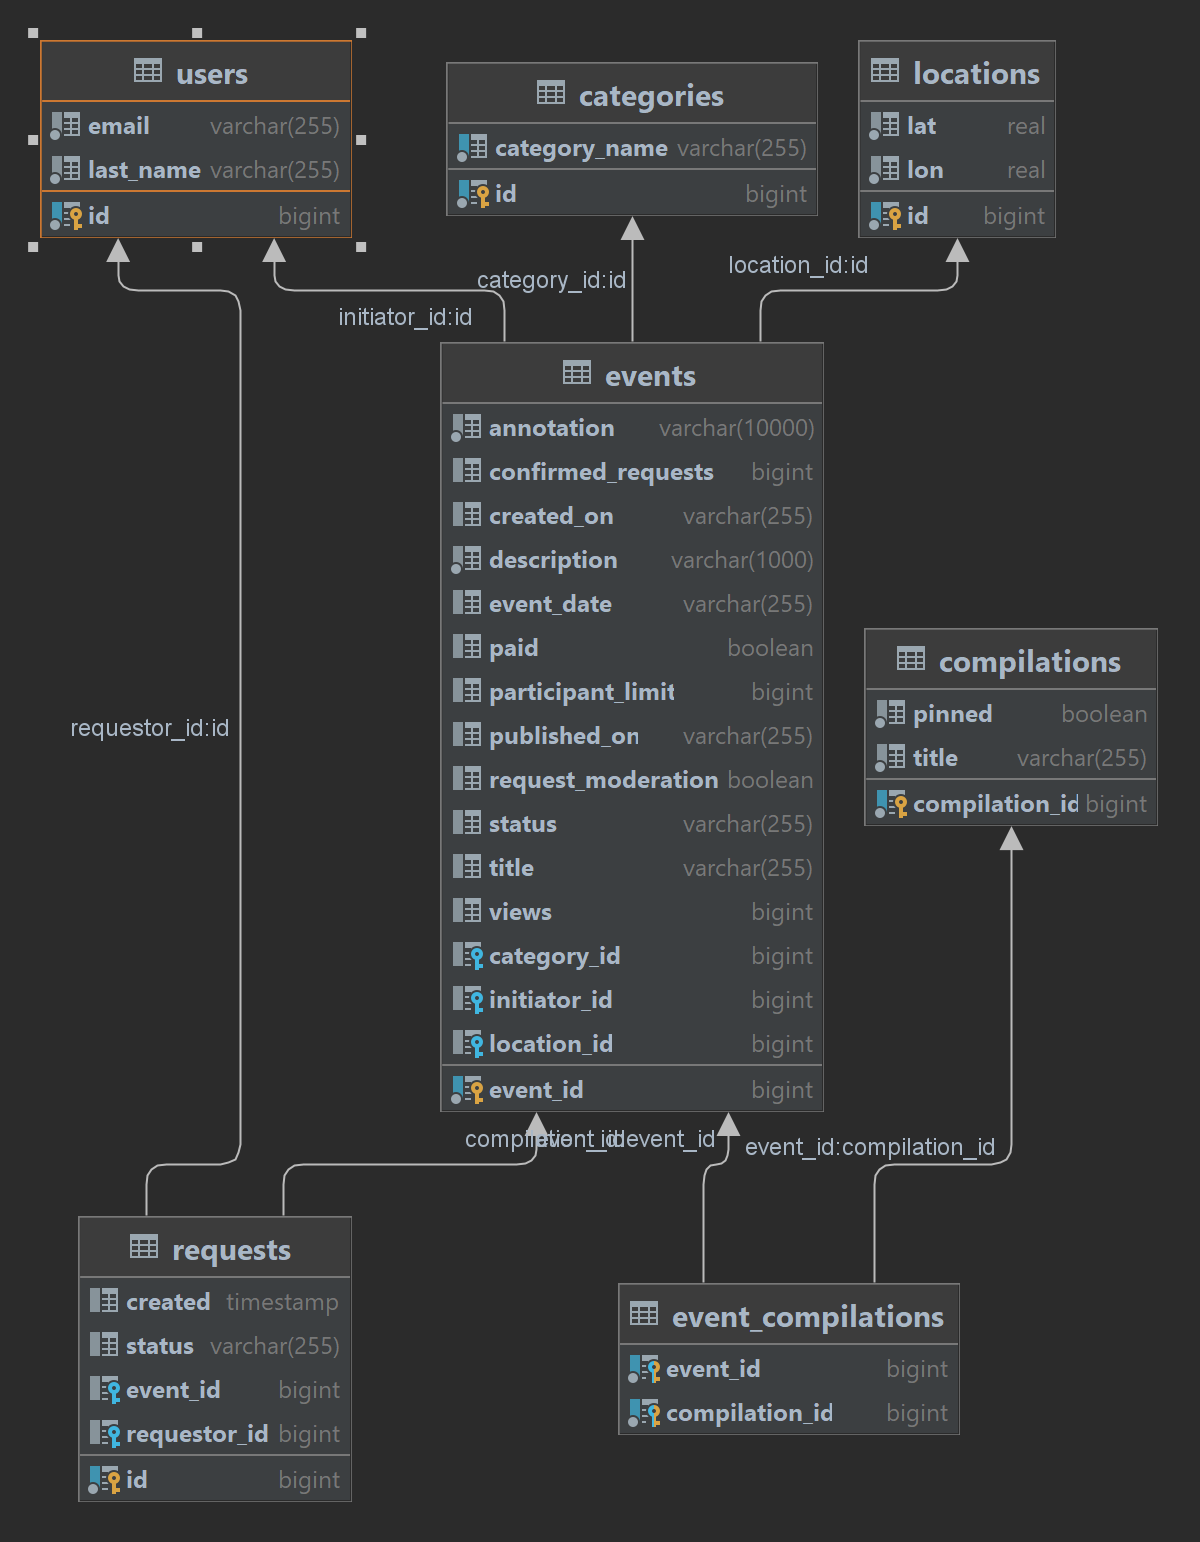 users
email varchar(255)
last_name varchar(255)
id bigint
categories
category_name varchar(255)
id bigint
locations
lat real
lon real
id bigint
initiator_id:id
category_id:id
location_id:id
events
annotation varchar(10000)
confirmed_requests bigint
created_on varchar(255)
description varchar(1000)
event_date varchar(255)
paid boolean
participant_limit bigint
published_on varchar(255)
request_moderation boolean
status varchar(255)
title varchar(255)
views bigint
category_id bigint
initiator_id bigint
location_id bigint
event_id bigint
compilations
pinned boolean
title varchar(255)
compilation_id bigint
requestor_id:id
event_id
event_id:compilation_id
requests
created timestamp
status varchar(255)
event_id bigint
requestor_id bigint
id bigint
event_compilations
event_id bigint
compilation_id bigint